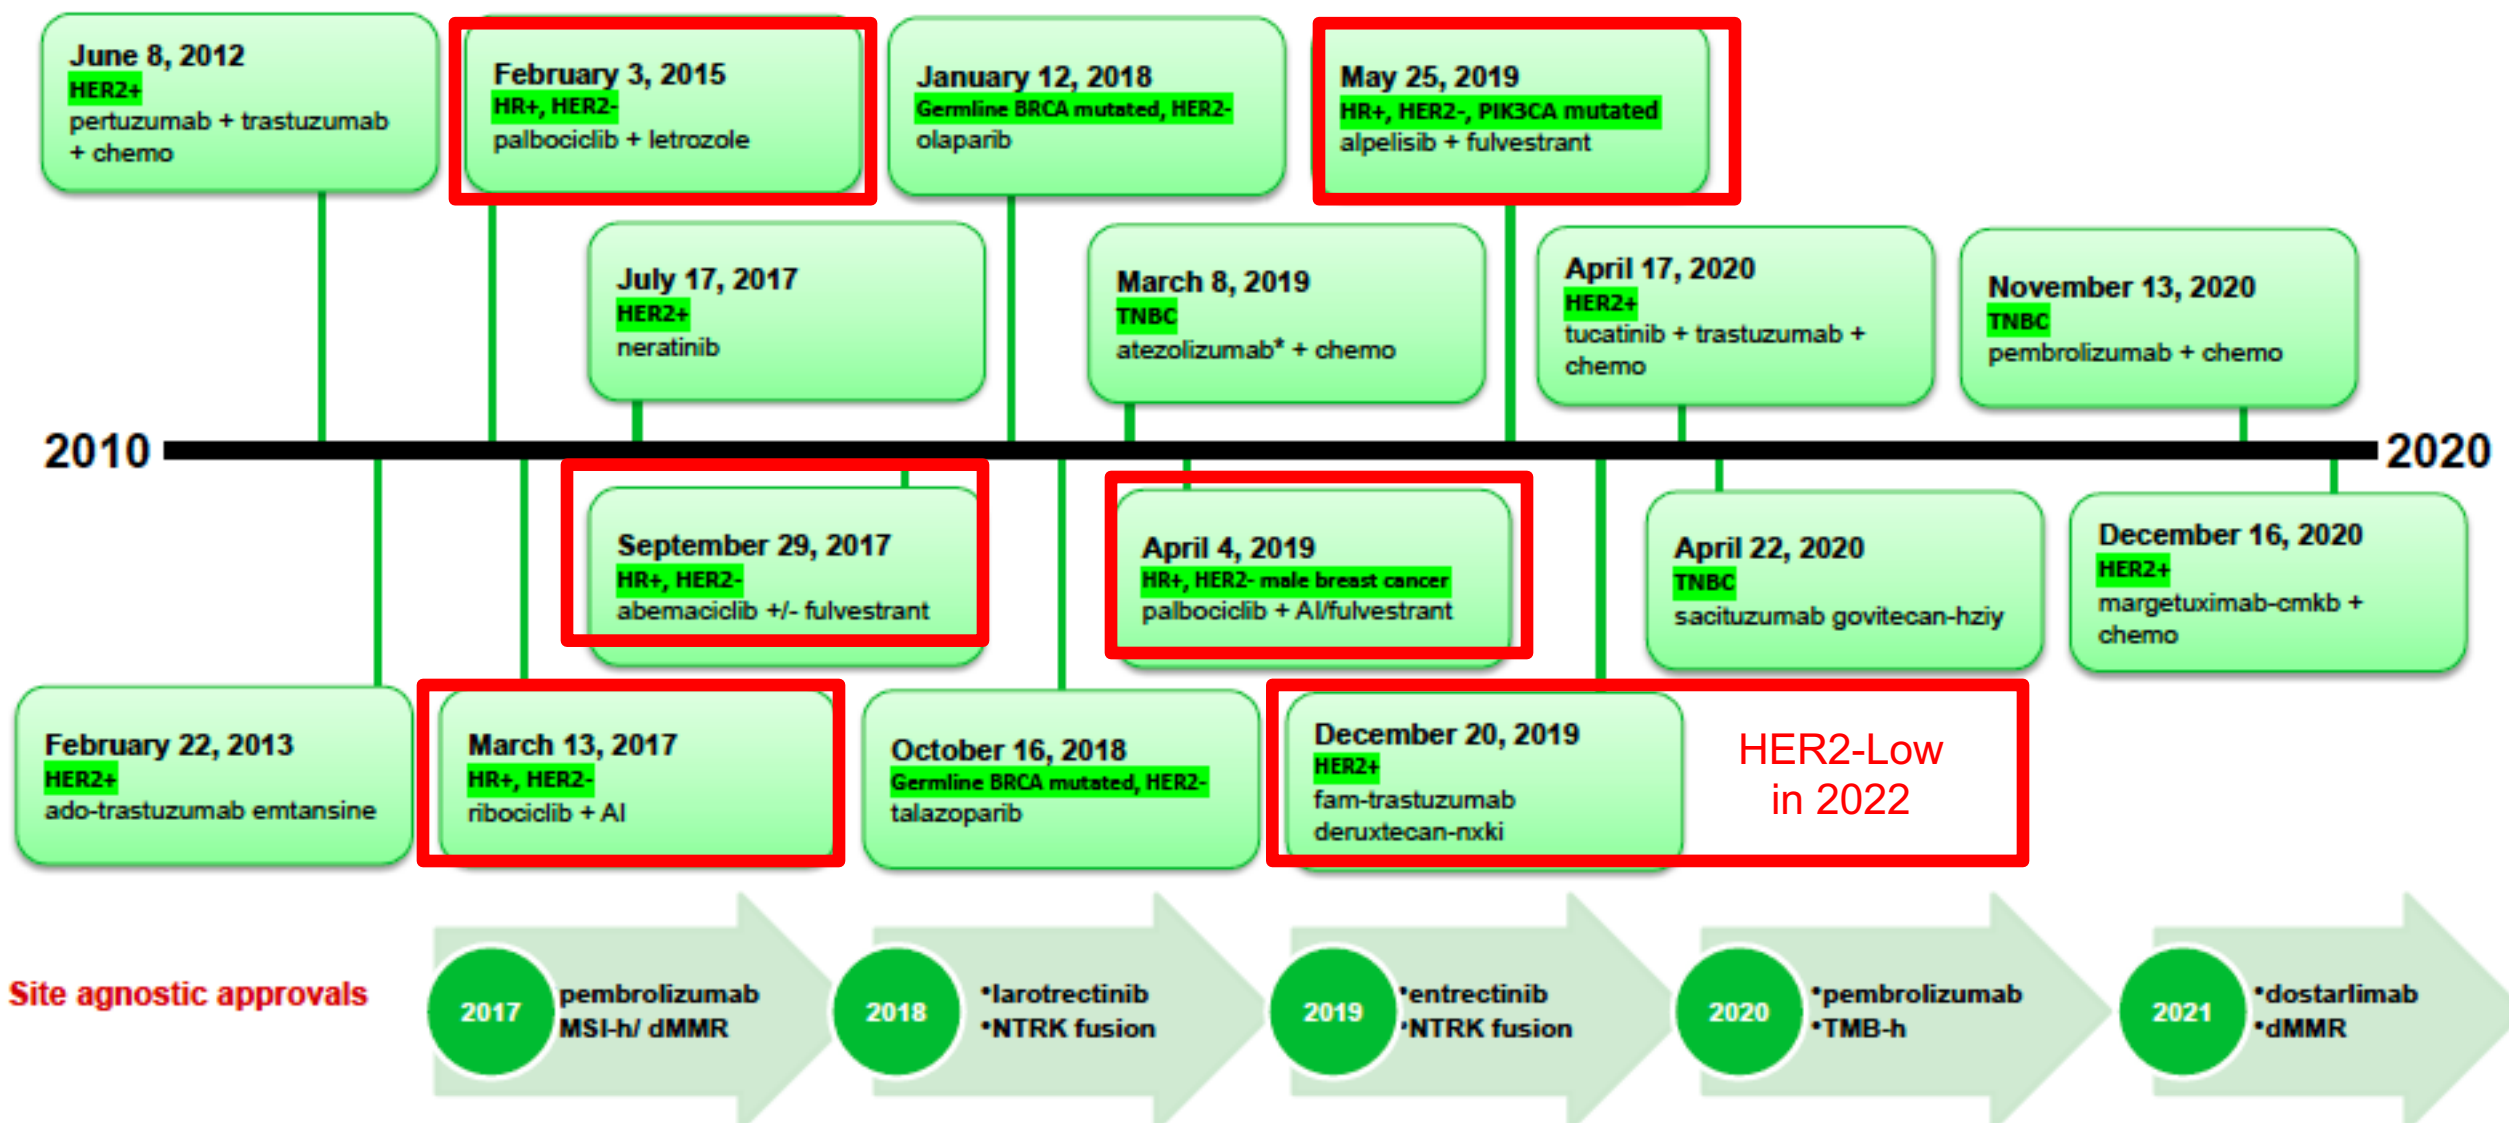 June 8, 2012
HER2+
pertuzumab + trastuzumab
+ chemo
February 3, 2015
HR+, HER2-
palbociclib + letrozole
January 12, 2018
Germline BRCA mutated, HER2-
olaparib
May 25, 2019
HR+, HER2-, PIK3CA mutated
alpelisib + fulvestrant
July 17, 2017
HER2+
neratinib
March 8, 2019
TNBC
atezolizumab* + chemo
April 17, 2020
HER2+
tucatinib + trastuzumab +
chemo
November 13, 2020
TNBC
pembrolizumab + chemo
2010
2020
September 29, 2017
HR+, HER2-
abemaciclib +/- fulvestrant
April 4, 2019
HR+, HER2- male breast cancer
palbociclib + AI/fulvestrant
April 22, 2020
TNBC
sacituzumab govitecan-hziy
December 16, 2020
HER2+
margetuximab-cmkb +
chemo
February 22, 2013
HER2+
ado-trastuzumab emtansine
March 13, 2017
HR+, HER2-
ribociclib + AI
October 16, 2018
Germline BRCA mutated, HER2-
talazoparib
December 20, 2019
HER2+
fam-trastuzumab
deruxtecan-nxki
HER2-Low
in 2022
Site agnostic approvals
2017
pembrolizumab
MSI-h/ dMMR
2018
•larotrectinib
•NTRK fusion
2019
•entrectinib
•NTRK fusion
2020
•pembrolizumab
•TMB-h
2021
•dostarlimab
•dMMR